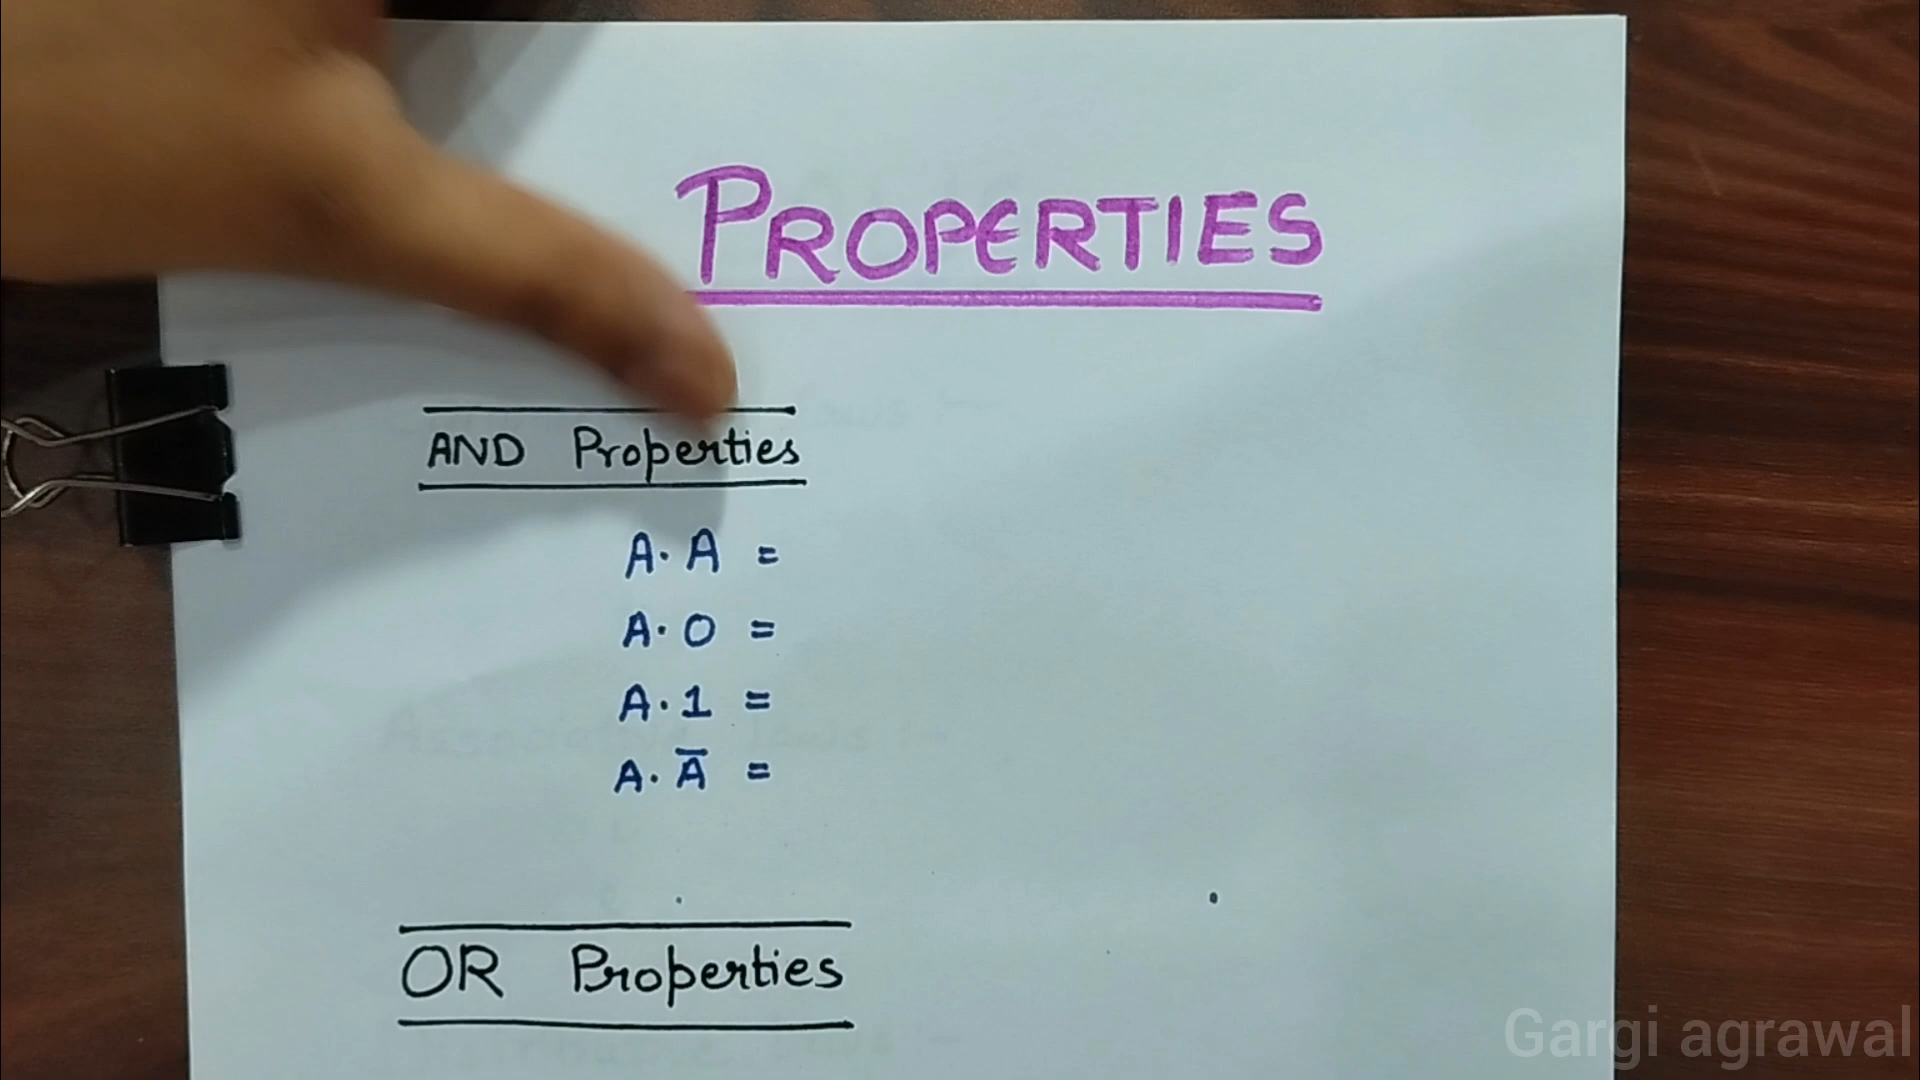 PROPERTIES
AND Properties
A. A =
A. 0 =
A. 1 =
A. Ā =
OR Properties
Gargi agrawal